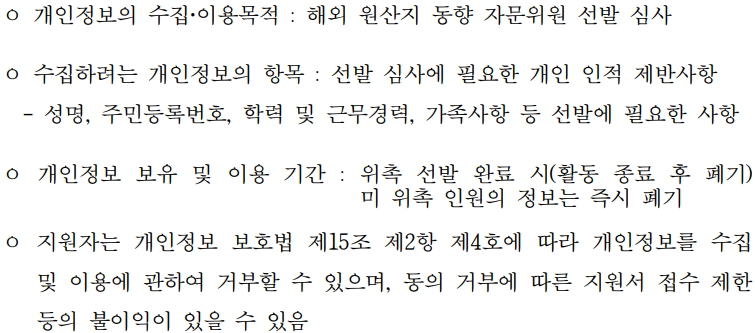 ㅇ 개인정보의 수집·이용목적 : 해외 원산지 동향 자문위원 선발 심사
ㅇ 수집하려는 개인정보의 항목 : 선발 심사에 필요한 개인 인적 제반사항
- 성명, 주민등록번호, 학력 및 근무경력, 가족사항 등 선발에 필요한 사항
ㅇ 개인정보 보유 및 이용 기간 : 위촉 선발 완료 시(활동 종료 후 폐기)
미 위촉 인원의 정보는 즉시 폐기
ㅇ 지원자는 개인정보 보호법 제15조 제2항 제4호에 따라 개인정보를 수집
및 이용에 관하여 거부할 수 있으며, 동의 거부에 따른 지원서 접수 제한
등의 불이익이 있을 수 있음